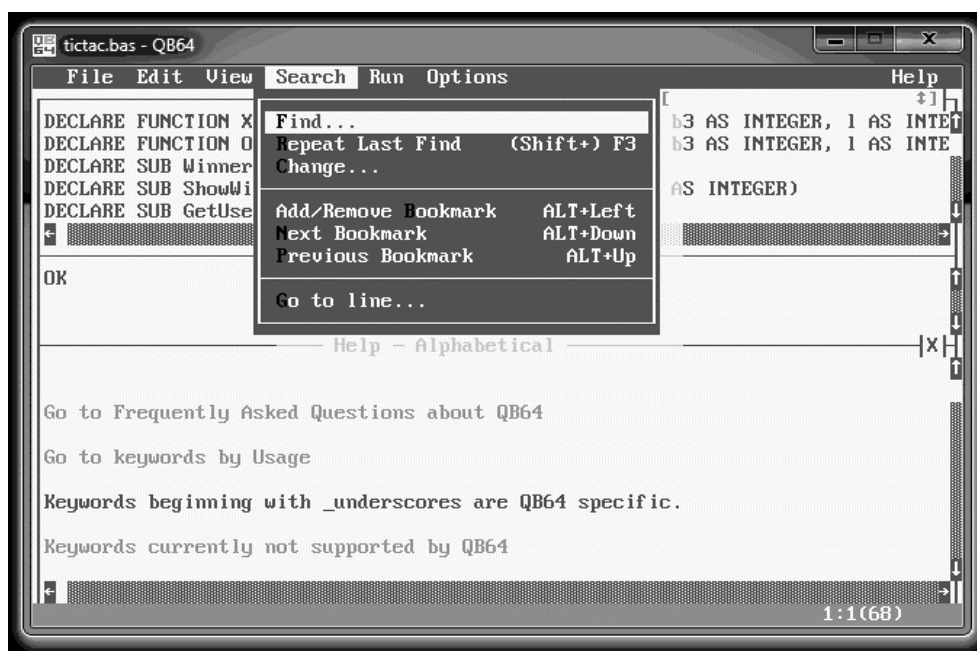 QB64 tictac.bas - QB64 X
File Edit View Search Run Options Help
DECLARE FUNCTION X b3 AS INTEGER, l AS INTE
DECLARE FUNCTION O b3 AS INTEGER, l AS INTE
DECLARE SUB Winner
DECLARE SUB ShowWi AS INTEGER)
DECLARE SUB GetUse
Find...
Repeat Last Find (Shift+) F3
Change...
Add/Remove Bookmark ALT+Left
Next Bookmark ALT+Down
Previous Bookmark ALT+Up
Go to line...
OK
Help - Alphabetical X
Go to Frequently Asked Questions about QB64
Go to keywords by Usage
Keywords beginning with _underscores are QB64 specific.
Keywords currently not supported by QB64
1:1(68)